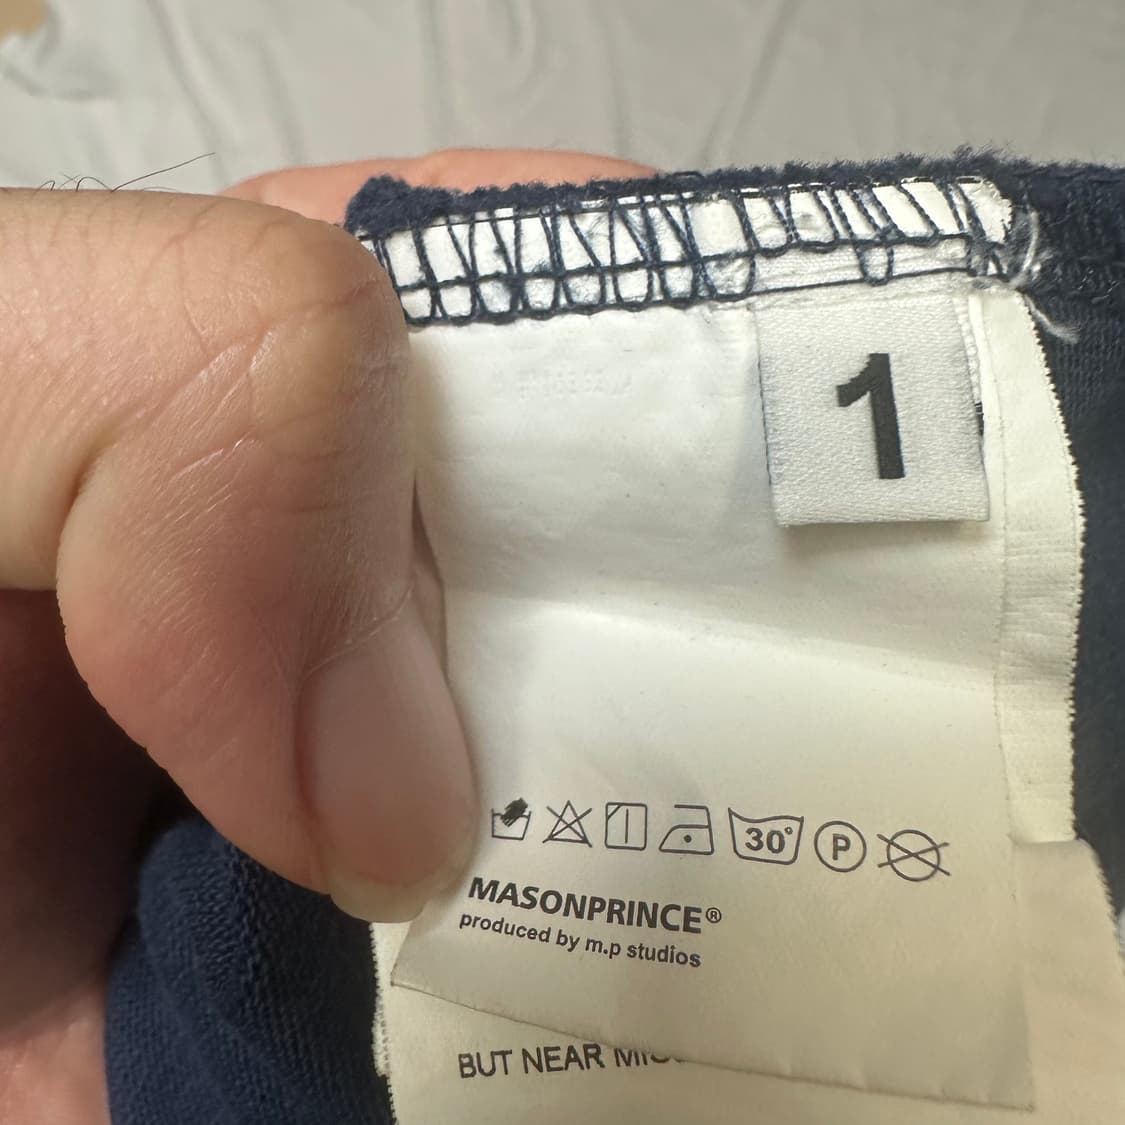 1
30°
P
MASONPRINCE®
produced by m.p studios
BUT NEAR